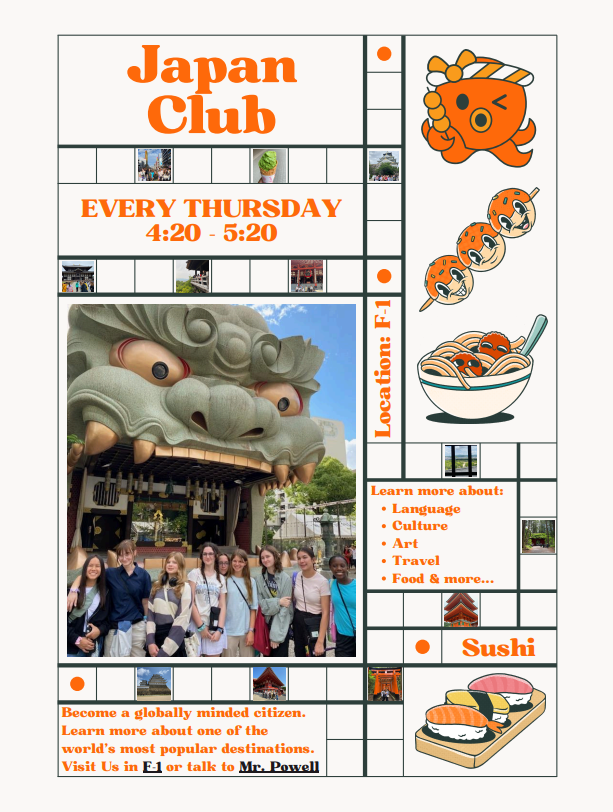 Japan
Club
EVERY THURSDAY
4:20 - 5:20
Location: F-1
Learn more about:
• Language
• Culture
• Art
• Travel
• Food & more...
Sushi
Become a globally minded citizen.
Learn more about one of the
world's most popular destinations.
Visit Us in F-1 or talk to Mr. Powell